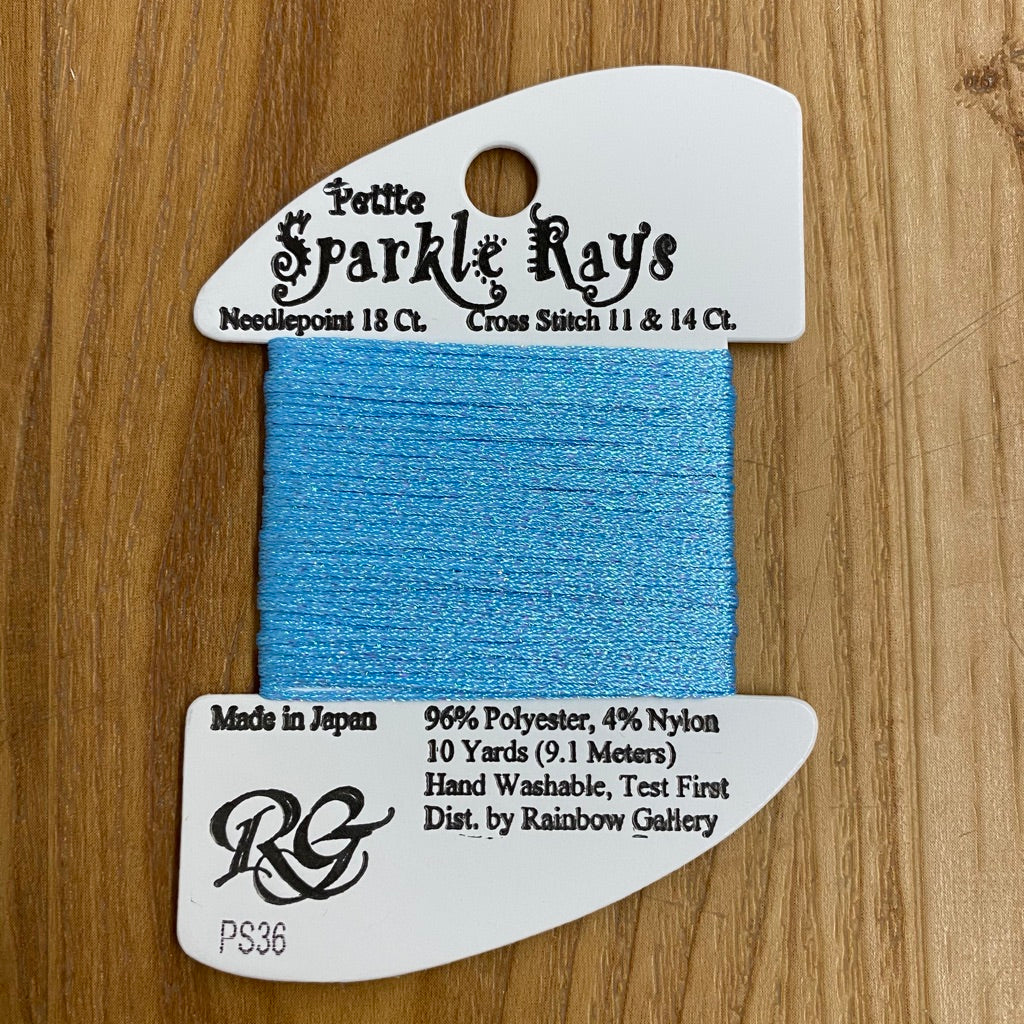 Petite
Sparkle Rays
Needlepoint 18 Ct. Cross Stitch 11 & 14 Ct.
Made in Japan
96% Polyester, 4% Nylon
10 Yards (9.1 Meters)
Hand Washable, Test First
Dist. by Rainbow Gallery
RG
PS36